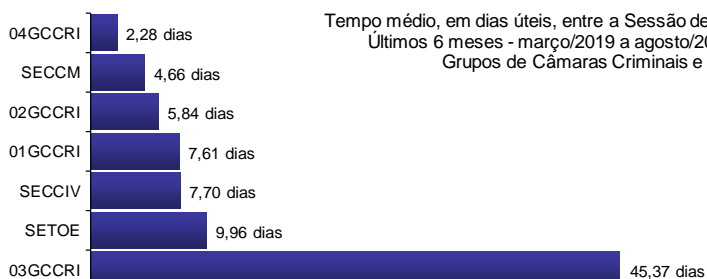 Tempo médio, em dias úteis, entre a Sessão de
Últimos 6 meses - março/2019 a agosto/20
Grupos de Câmaras Criminais e
04GCCRI 2,28 dias
SECCM 4,66 dias
02GCCRI 5,84 dias
01GCCRI 7,61 dias
SECCIV 7,70 dias
SETOE 9,96 dias
03GCCRI 45,37 dias